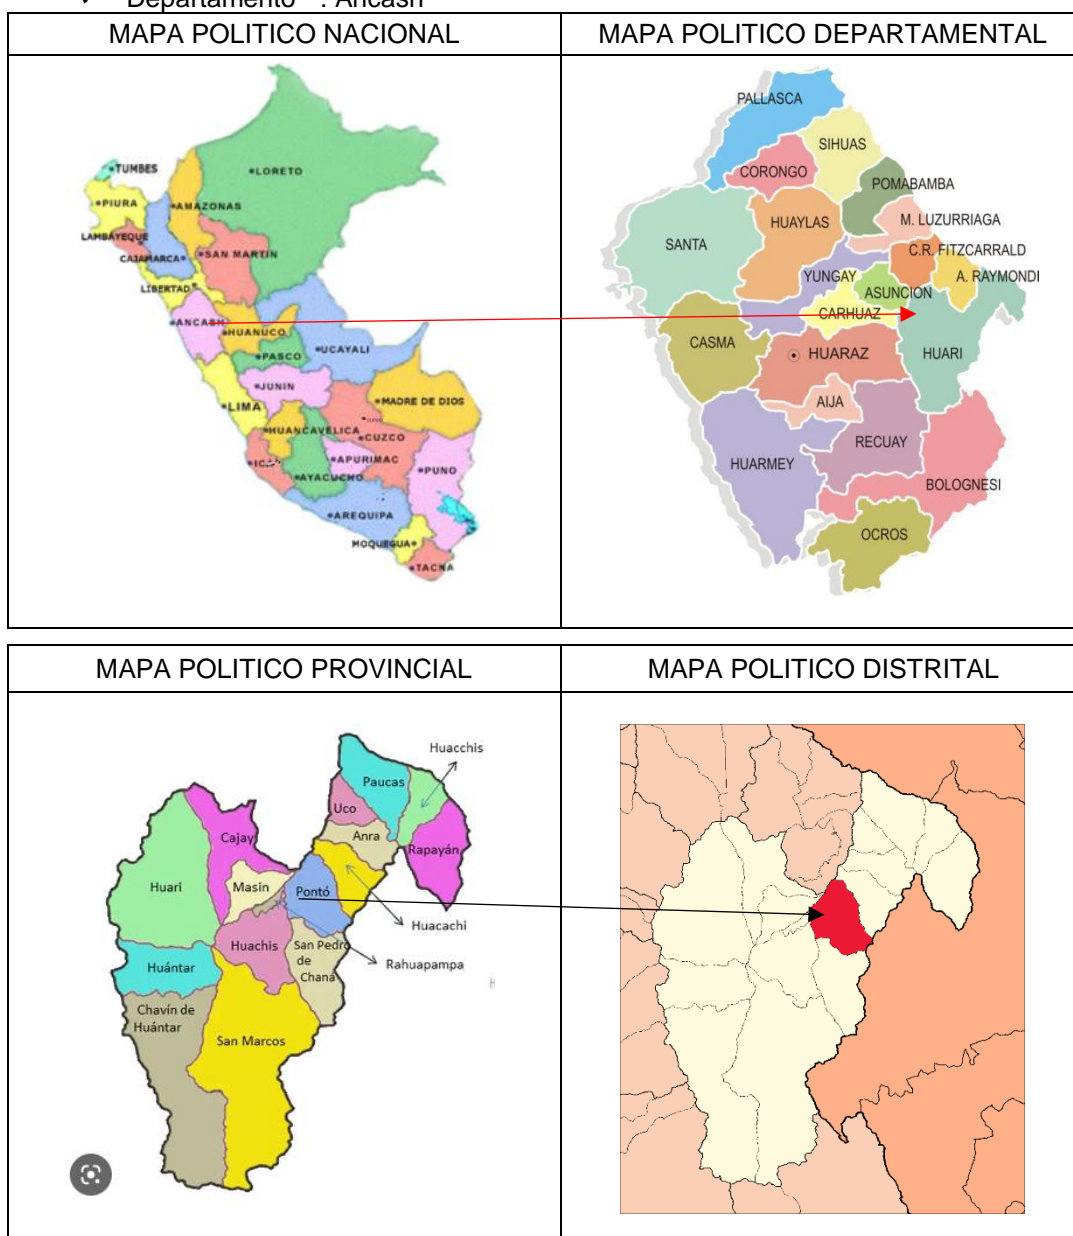 ✓ Departamento : Ancash
MAPA POLITICO NACIONAL
MAPA POLITICO DEPARTAMENTAL
TUMBES
LORETO
PIURA
AMAZONAS
LAMBAYEQUE
CAJAMARCA
SAN MARTIN
LIBERTAD
ANCASH
HUANUCO
UCAYALI
PASCO
JUNIN
LIMA
MADRE DE DIOS
HUANCAVELICA
CUZCO
ICA
APURIMAC
PUNO
AYACUCHO
AREQUIPA
MOQUEGUA
TACNA
PALLASCA
SIHUAS
CORONGO
POMABAMBA
HUAYLAS
M. LUZURRIAGA
SANTA
C.R. FITZCARRALD
YUNGAY
A. RAYMONDI
ASUNCION
CARHUAZ
CASMA
HUARAZ
HUARI
AIJA
RECUAY
HUARMEY
BOLOGNESI
OCROS
MAPA POLITICO PROVINCIAL
MAPA POLITICO DISTRITAL
Huacchis
Paucas
Uco
Cajay
Anra
Rapayán
Huari
Masin
Pontó
Huacachi
Huachis
San Pedro
de
Chaná
Rahuapampa
Huántar
H
Chavín de
Huántar
San Marcos